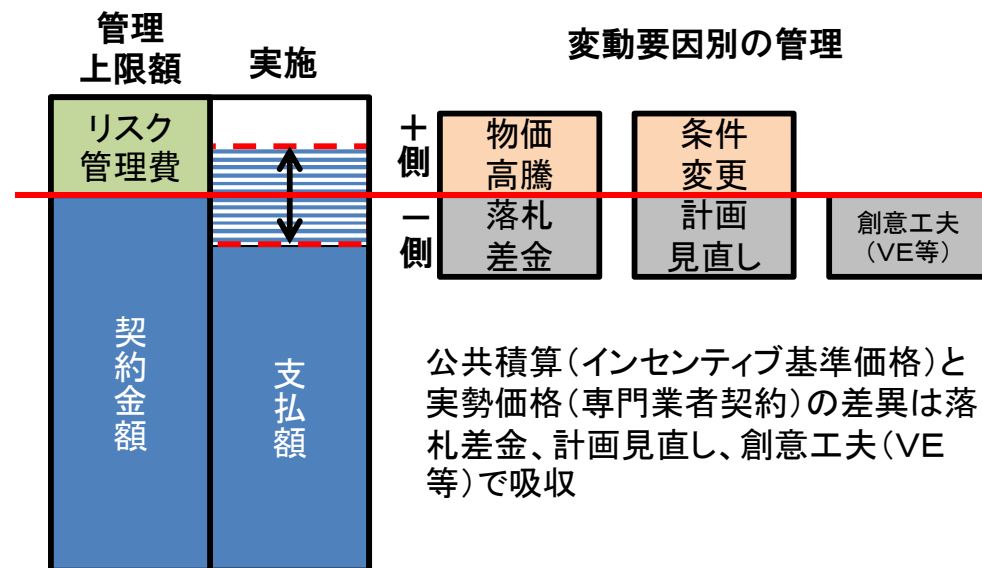 管理
上限額
実施
変動要因別の管理
リスク
管理費
契約金額
支払額
＋側
－側
物価
高騰
落札
差金
条件
変更
計画
見直し
創意工夫
（VE等）
公共積算（インセンティブ基準価格）と
実勢価格（専門業者契約）の差異は落
札差金、計画見直し、創意工夫（VE
等）で吸収